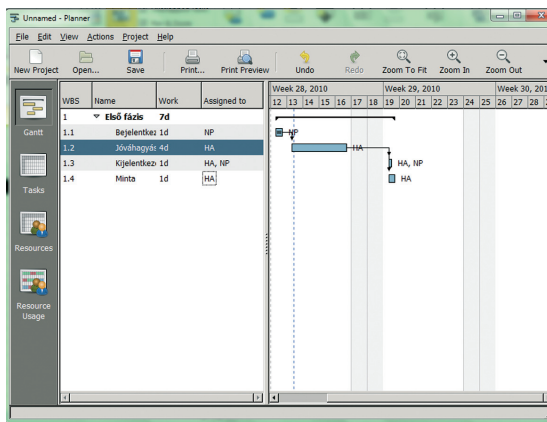 Unnamed - Planner
File Edit View Actions Project Help
New Project Open... Save Print... Print Preview Undo Redo Zoom To Fit Zoom In Zoom Out
Gantt
Tasks
Resources
Resource Usage
WBS Name Work Assigned to
1 Első fázis 7d
1.1 Bejelentkez 1d NP
1.2 Jóváhagyás 4d HA
1.3 Kijelentkez 1d HA, NP
1.4 Minta 1d HA
Week 28, 2010 Week 29, 2010 Week 30, 201
12 13 14 15 16 17 18 19 20 21 22 23 24 25 26 27 28
NP
HA
HA, NP
HA